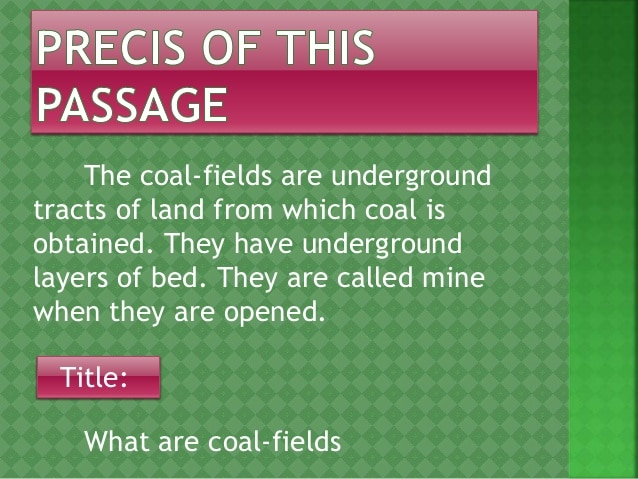 PRECIS OF THIS
PASSAGE
The coal-fields are underground
tracts of land from which coal is
obtained. They have underground
layers of bed. They are called mine
when they are opened.
Title:
What are coal-fields